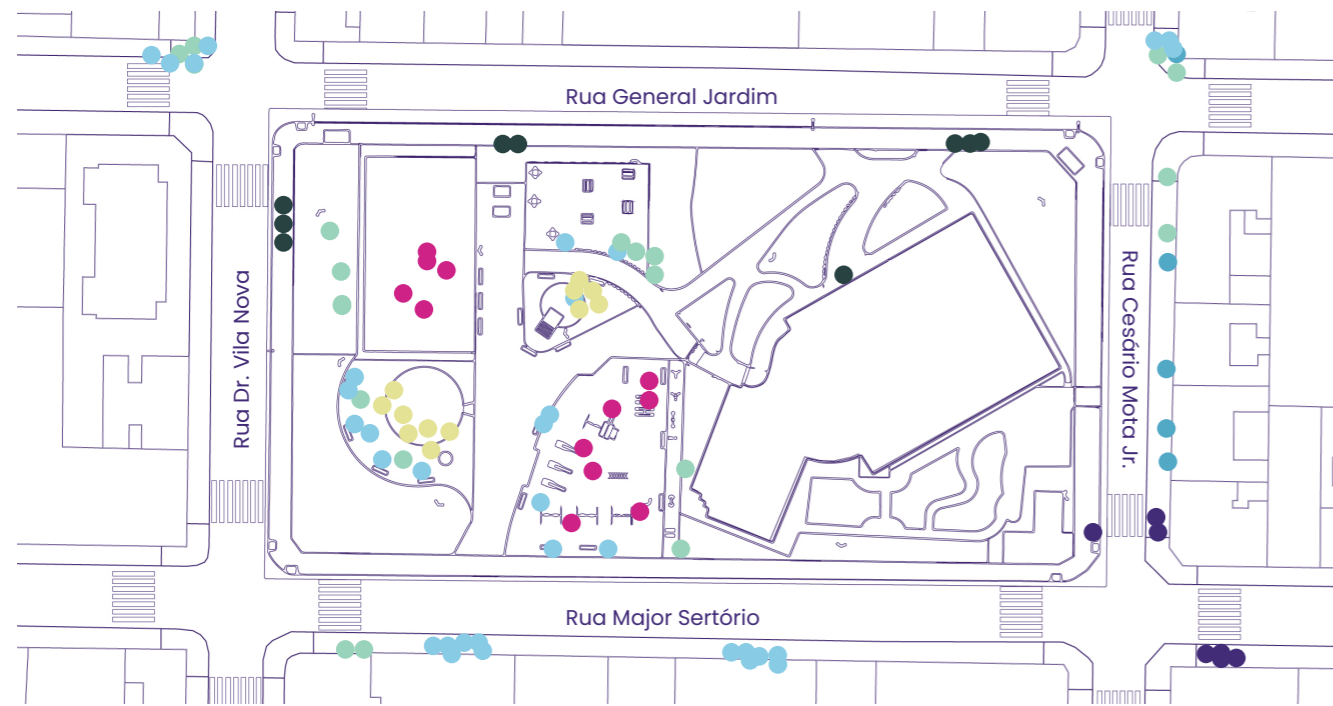 Rua General Jardim
Rua Dr. Vila Nova
Rua Cesário Mota Jr.
Rua Major Sertório